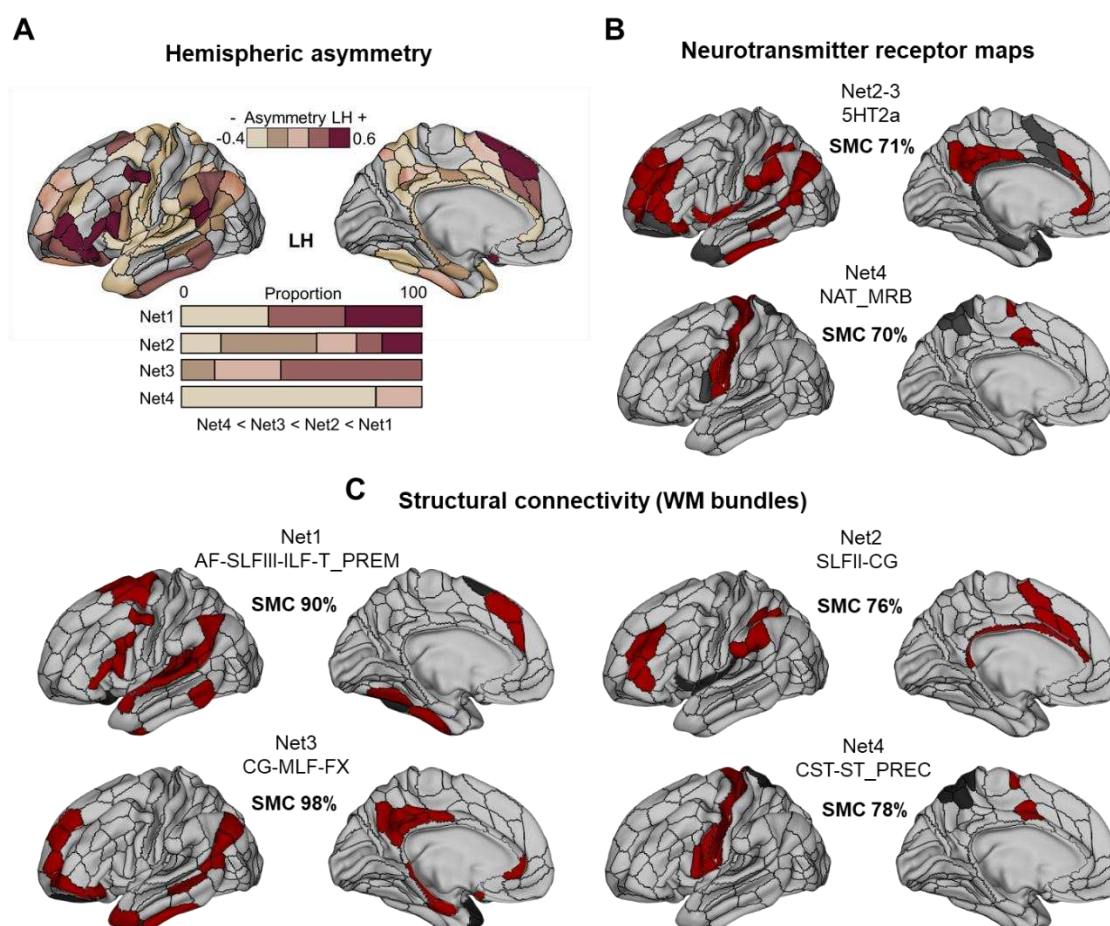 A
Hemispheric asymmetry
- Asymmetry LH +
-0.4 0.6
LH
0 Proportion 100
Net1
Net2
Net3
Net4
Net4 < Net3 < Net2 < Net1
B
Neurotransmitter receptor maps
Net2-3
5HT2a
SMC 71%
Net4
NAT_MRB
SMC 70%
C
Structural connectivity (WM bundles)
Net1
AF-SLFIII-ILF-T_PREM
SMC 90%
Net2
SLFII-CG
SMC 76%
Net3
CG-MLF-FX
SMC 98%
Net4
CST-ST_PREC
SMC 78%